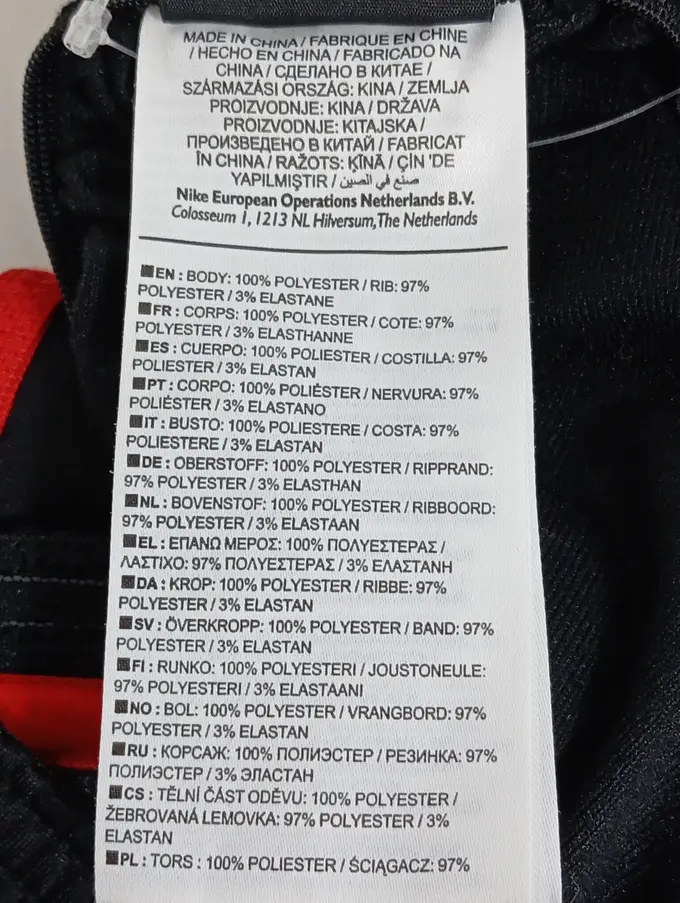 MADE IN CHINA / FABRIQUE EN CHINE
/ HECHO EN CHINA / FABRICADO NA
CHINA / СДЕЛАНО В КИТАЕ /
SZÁRMAZÁSI ORSZÁG: KINA / ZEMLJA
PROIZVODNJE: KINA / DRŽAVA
PROIZVODNJE: KITAJSKA /
ПРОИЗВЕДЕНО В КИТАЙ / FABRICAT
ÎN CHINA / RAŽOTS: ĶĪNĀ / ÇİN 'DE
YAPILMIŞTIR / صنع في الصين
Nike European Operations Netherlands B.V.
Colosseum 1, 1213 NL Hilversum, The Netherlands
EN : BODY: 100% POLYESTER / RIB: 97%
POLYESTER / 3% ELASTANE
FR : CORPS: 100% POLYESTER / COTE: 97%
POLYESTER / 3% ELASTHANNE
ES : CUERPO: 100% POLIESTER / COSTILLA: 97%
POLIESTER / 3% ELASTAN
PT : CORPO: 100% POLIÉSTER / NERVURA: 97%
POLIÉSTER / 3% ELASTANO
IT : BUSTO: 100% POLIESTERE / COSTA: 97%
POLIESTERE / 3% ELASTAN
DE : OBERSTOFF: 100% POLYESTER / RIPPRAND:
97% POLYESTER / 3% ELASTHAN
NL : BOVENSTOF: 100% POLYESTER / RIBBOORD:
97% POLYESTER / 3% ELASTAAN
EL : ΕΠΑΝΩ ΜΕΡΟΣ: 100% ΠΟΛΥΕΣΤΕΡΑΣ /
ΛΑΣΤΙΧΟ: 97% ΠΟΛΥΕΣΤΕΡΑΣ / 3% ΕΛΑΣΤΑΝΗ
DA : KROP: 100% POLYESTER / RIBBE: 97%
POLYESTER / 3% ELASTAN
SV : ÖVERKROPP: 100% POLYESTER / BAND: 97%
POLYESTER / 3% ELASTAN
FI : RUNKO: 100% POLYESTERI / JOUSTONEULE:
97% POLYESTERI / 3% ELASTAANI
NO : BOL: 100% POLYESTER / VRANGBORD: 97%
POLYESTER / 3% ELASTAN
RU : КОРСАЖ: 100% ПОЛИЭСТЕР / РЕЗИНКА: 97%
ПОЛИЭСТЕР / 3% ЭЛАСТАН
CS : TĚLNÍ ČÁST ODĚVU: 100% POLYESTER /
ŽEBROVANÁ LEMOVKA: 97% POLYESTER / 3%
ELASTAN
PL : TORS : 100% POLIESTER / ŚCIĄGACZ: 97%